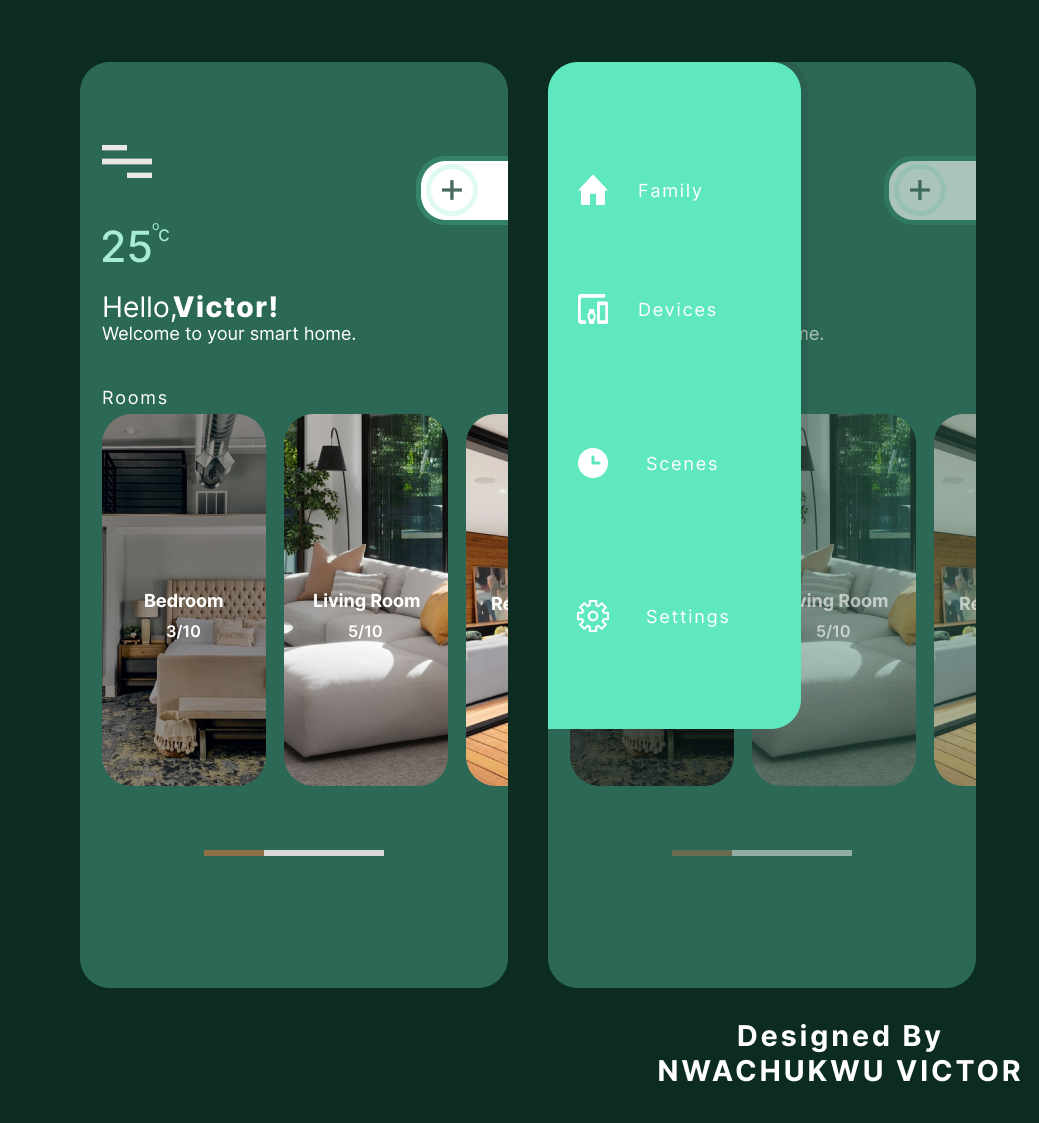 25°C
Hello,Victor!
Welcome to your smart home.
Rooms
Bedroom
3/10
Living Room
5/10
Re
Family
Devices
Scenes
Settings
me.
ving Room
5/10
Re
Designed By
NWACHUKWU VICTOR